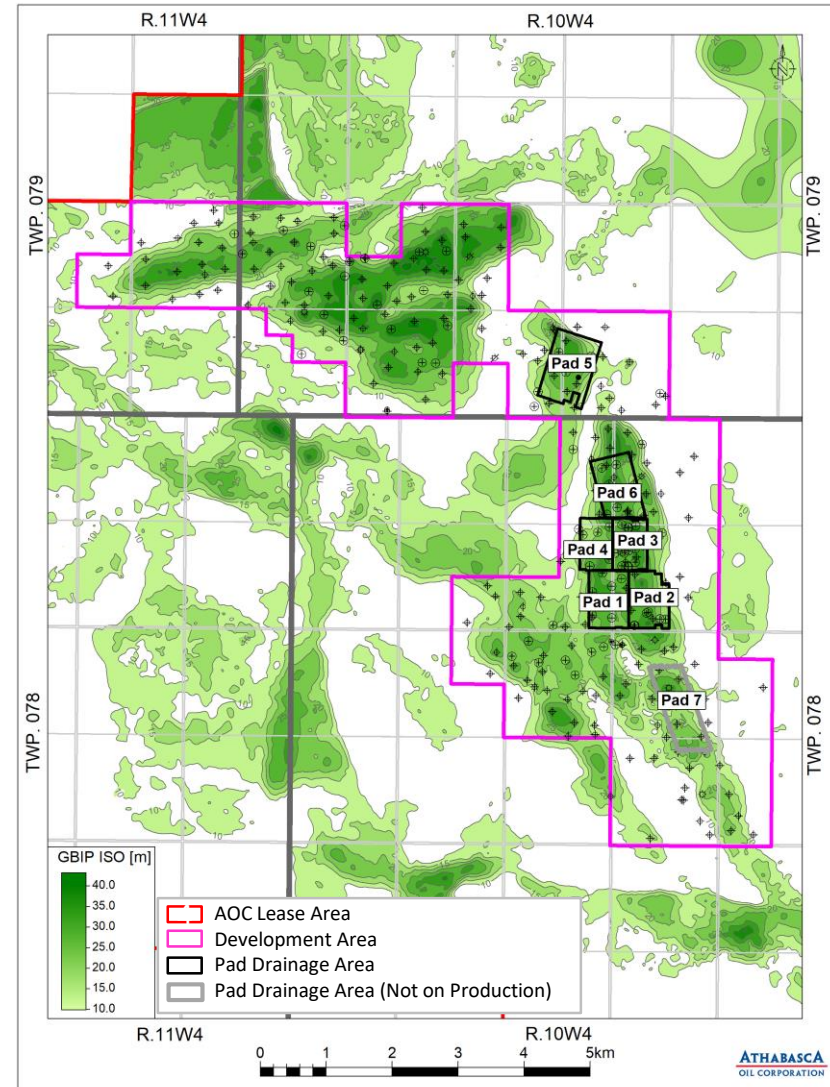 R.11W4 R.10W4
N
TWP. 079 TWP. 079
Pad 5
Pad 6
Pad 4 Pad 3
Pad 1 Pad 2
Pad 7
TWP. 078 TWP. 078
GBIP ISO [m]
40.0
35.0
30.0
25.0
20.0
15.0
10.0
AOC Lease Area
Development Area
Pad Drainage Area
Pad Drainage Area (Not on Production)
R.11W4 R.10W4
0 1 2 3 4 5km
ATHABASCA
OIL CORPORATION